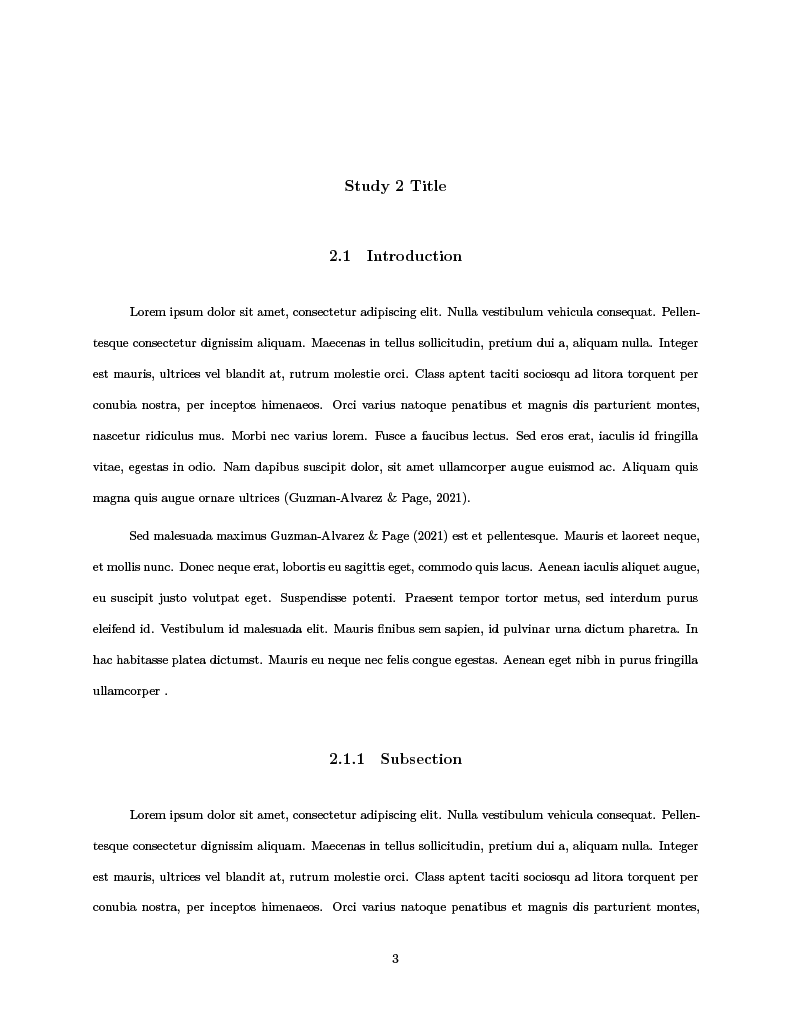 Study 2 Title
2.1 Introduction
Lorem ipsum dolor sit amet, consectetur adipiscing elit. Nulla vestibulum vehicula consequat. Pellen-
tesque consectetur dignissim aliquam. Maecenas in tellus sollicitudin, pretium dui a, aliquam nulla. Integer
est mauris, ultrices vel blandit at, rutrum molestie orci. Class aptent taciti sociosqu ad litora torquent per
conubia nostra, per inceptos himenaeos. Orci varius natoque penatibus et magnis dis parturient montes,
nascetur ridiculus mus. Morbi nec varius lorem. Fusce a faucibus lectus. Sed eros erat, iaculis id fringilla
vitae, egestas in odio. Nam dapibus suscipit dolor, sit amet ullamcorper augue euismod ac. Aliquam quis
magna quis augue ornare ultrices (Guzman-Alvarez & Page, 2021).
Sed malesuada maximus Guzman-Alvarez & Page (2021) est et pellentesque. Mauris et laoreet neque,
et mollis nunc. Donec neque erat, lobortis eu sagittis eget, commodo quis lacus. Aenean iaculis aliquet augue,
eu suscipit justo volutpat eget. Suspendisse potenti. Praesent tempor tortor metus, sed interdum purus
eleifend id. Vestibulum id malesuada elit. Mauris finibus sem sapien, id pulvinar urna dictum pharetra. In
hac habitasse platea dictumst. Mauris eu neque nec felis congue egestas. Aenean eget nibh in purus fringilla
ullamcorper .
2.1.1 Subsection
Lorem ipsum dolor sit amet, consectetur adipiscing elit. Nulla vestibulum vehicula consequat. Pellen-
tesque consectetur dignissim aliquam. Maecenas in tellus sollicitudin, pretium dui a, aliquam nulla. Integer
est mauris, ultrices vel blandit at, rutrum molestie orci. Class aptent taciti sociosqu ad litora torquent per
conubia nostra, per inceptos himenaeos. Orci varius natoque penatibus et magnis dis parturient montes,
3